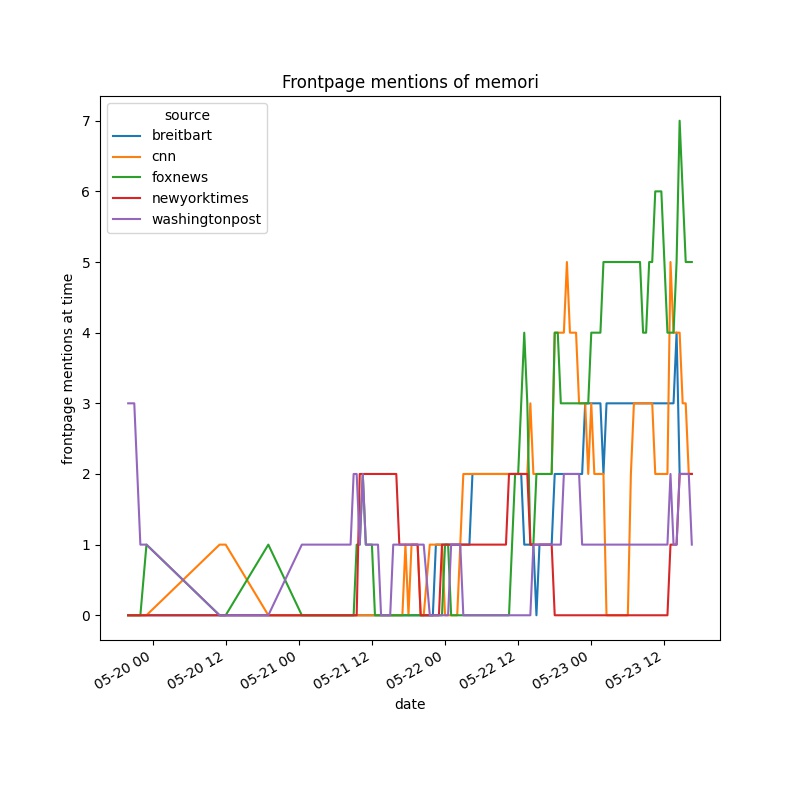 Frontpage mentions of memori
source
breitbart
cnn
foxnews
newyorktimes
washingtonpost
frontpage mentions at time
7
6
5
4
3
2
1
0
05-20 00
05-20 12
05-21 00
05-21 12
05-22 00
05-22 12
05-23 00
05-23 12
date